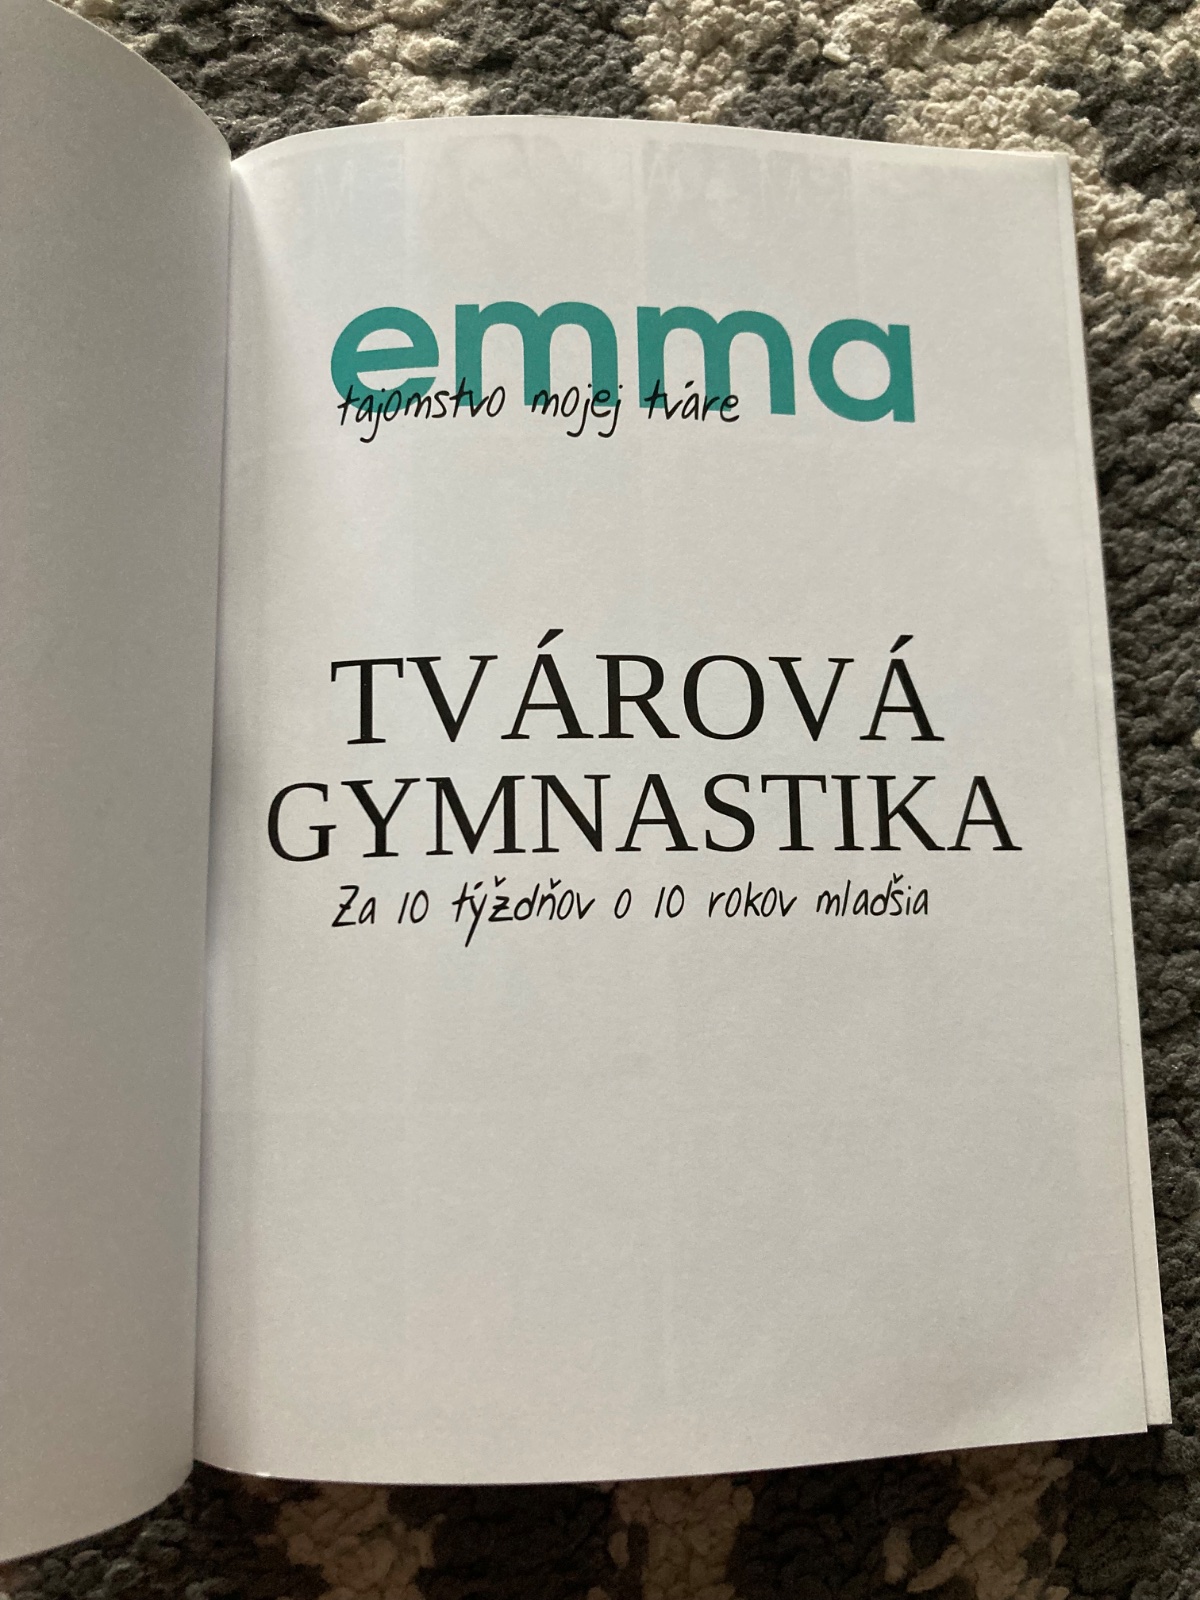 emma
tajomstvo mojej tváre
TVÁROVÁ
GYMNASTIKA
Za 10 týždňov o 10 rokov mladšia